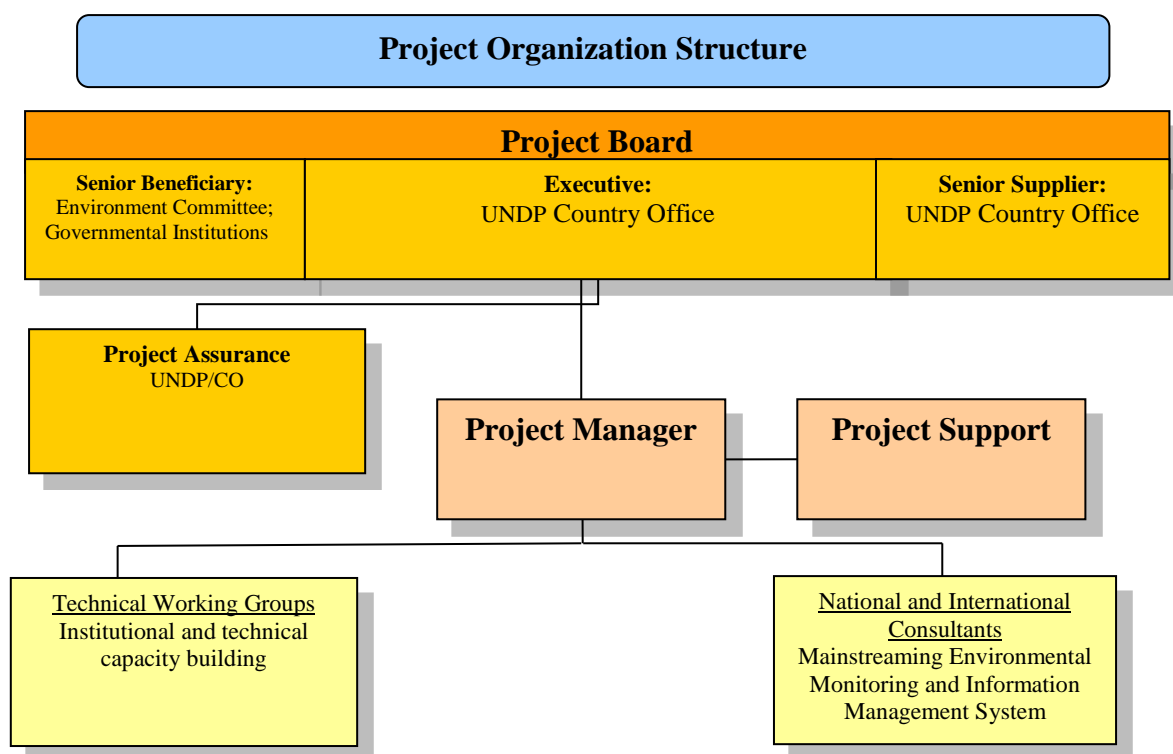 Project Organization Structure
Project Board
Senior Beneficiary:
Environment Committee;
Governmental Institutions
Executive:
UNDP Country Office
Senior Supplier:
UNDP Country Office
Project Assurance
UNDP/CO
Project Manager
Project Support
Technical Working Groups
Institutional and technical
capacity building
National and International
Consultants
Mainstreaming Environmental
Monitoring and Information
Management System